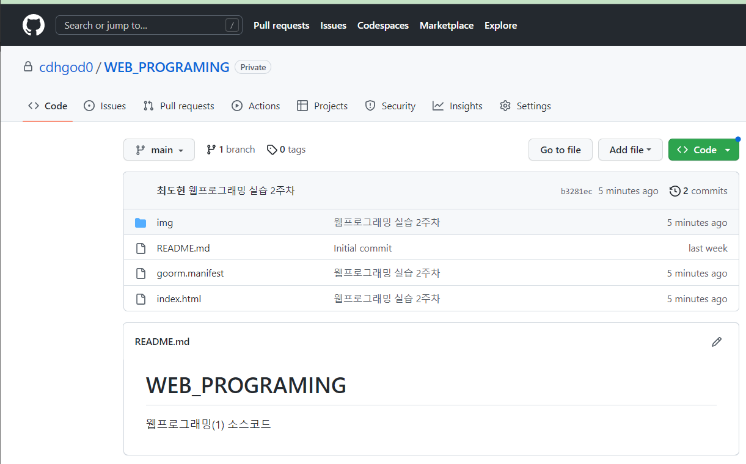 Search or jump to... /
Pull requests Issues Codespaces Marketplace Explore
cdhgod0 / WEB_PROGRAMING Private
Code Issues Pull requests Actions Projects Security Insights Settings
main 1 branch 0 tags Go to file Add file Code
최도현 웹프로그래밍 실습 2주차 b3281ec 5 minutes ago 2 commits
img 웹프로그래밍 실습 2주차 5 minutes ago
README.md Initial commit last week
goorm.manifest 웹프로그래밍 실습 2주차 5 minutes ago
index.html 웹프로그래밍 실습 2주차 5 minutes ago
README.md
WEB_PROGRAMING
웹프로그래밍(1) 소스코드